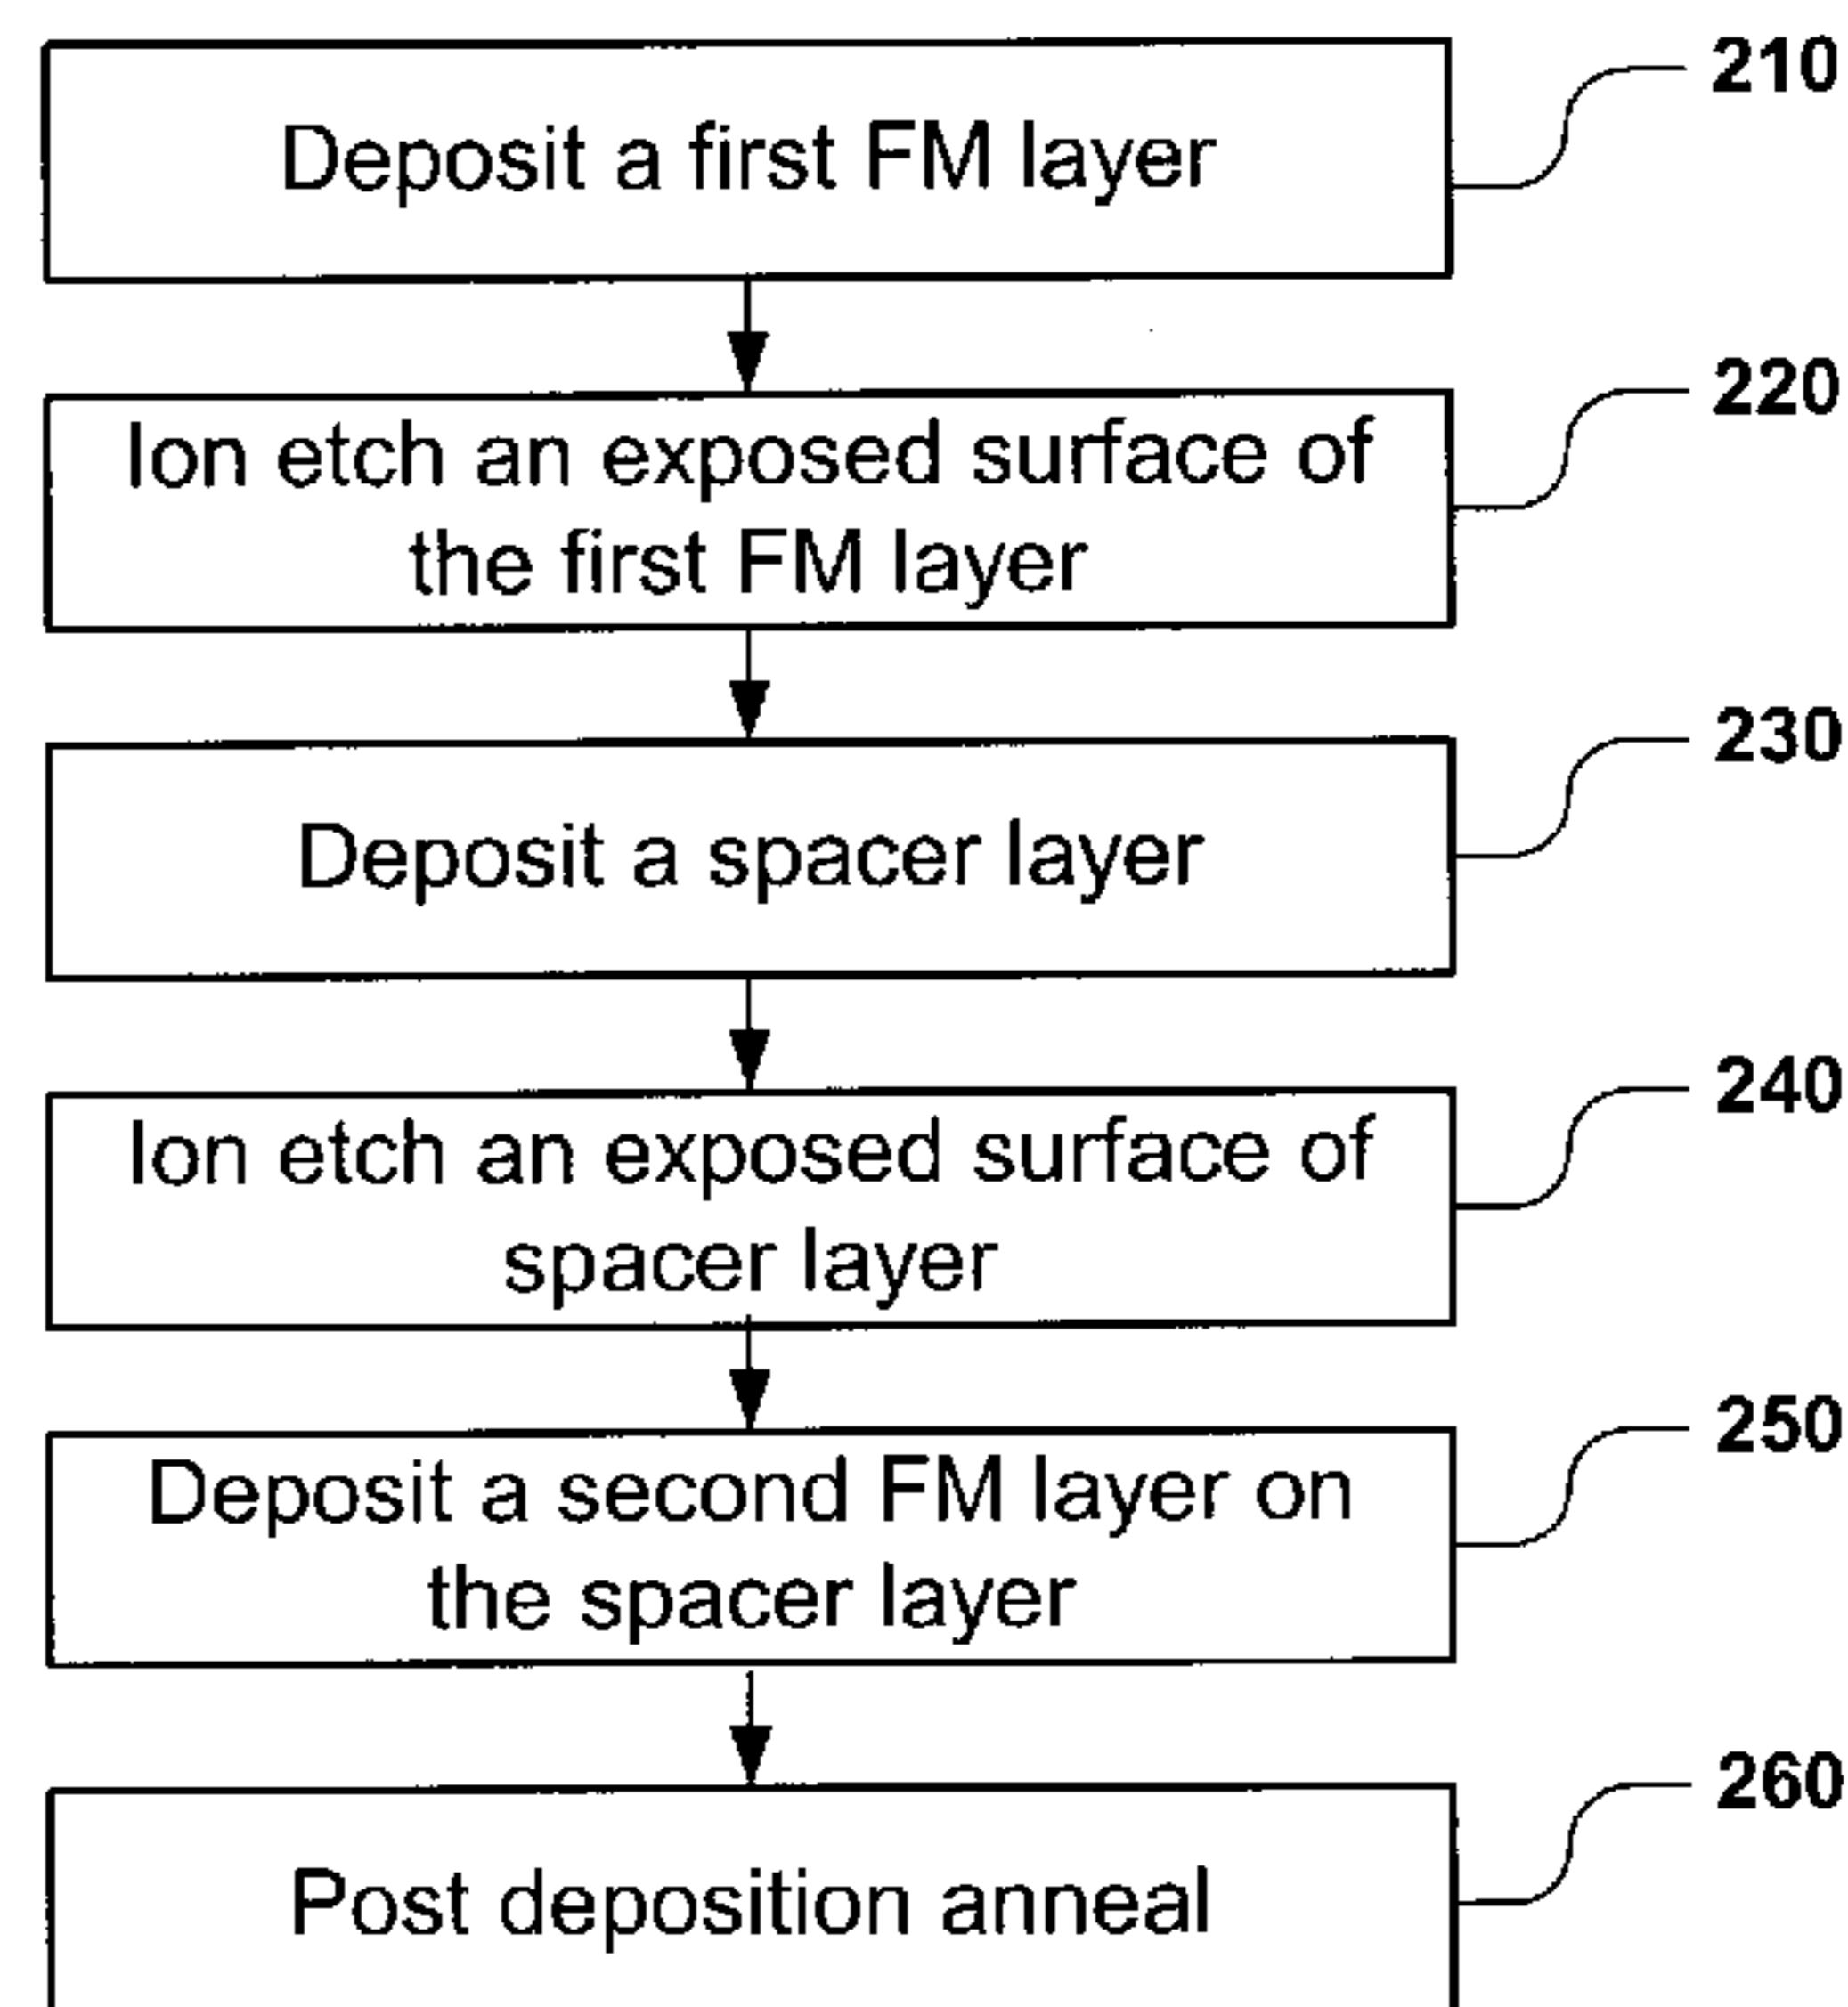 210
Deposit a first FM layer
220
Ion etch an exposed surface of
the first FM layer
230
Deposit a spacer layer
240
Ion etch an exposed surface of
spacer layer
250
Deposit a second FM layer on
the spacer layer
260
Post deposition anneal